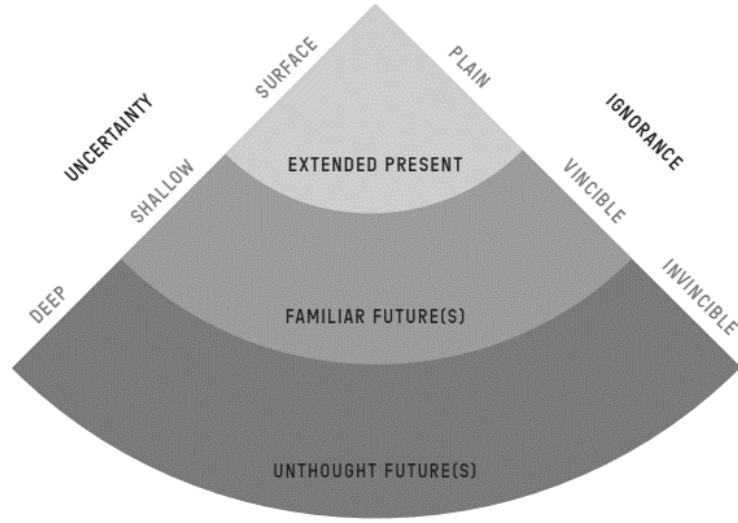 SURFACE
PLAIN
UNCERTAINTY
IGNORANCE
EXTENDED PRESENT
SHALLOW
VINCIBLE
DEEP
INVINCIBLE
FAMILIAR FUTURE(S)
UNTHOUGHT FUTURE(S)